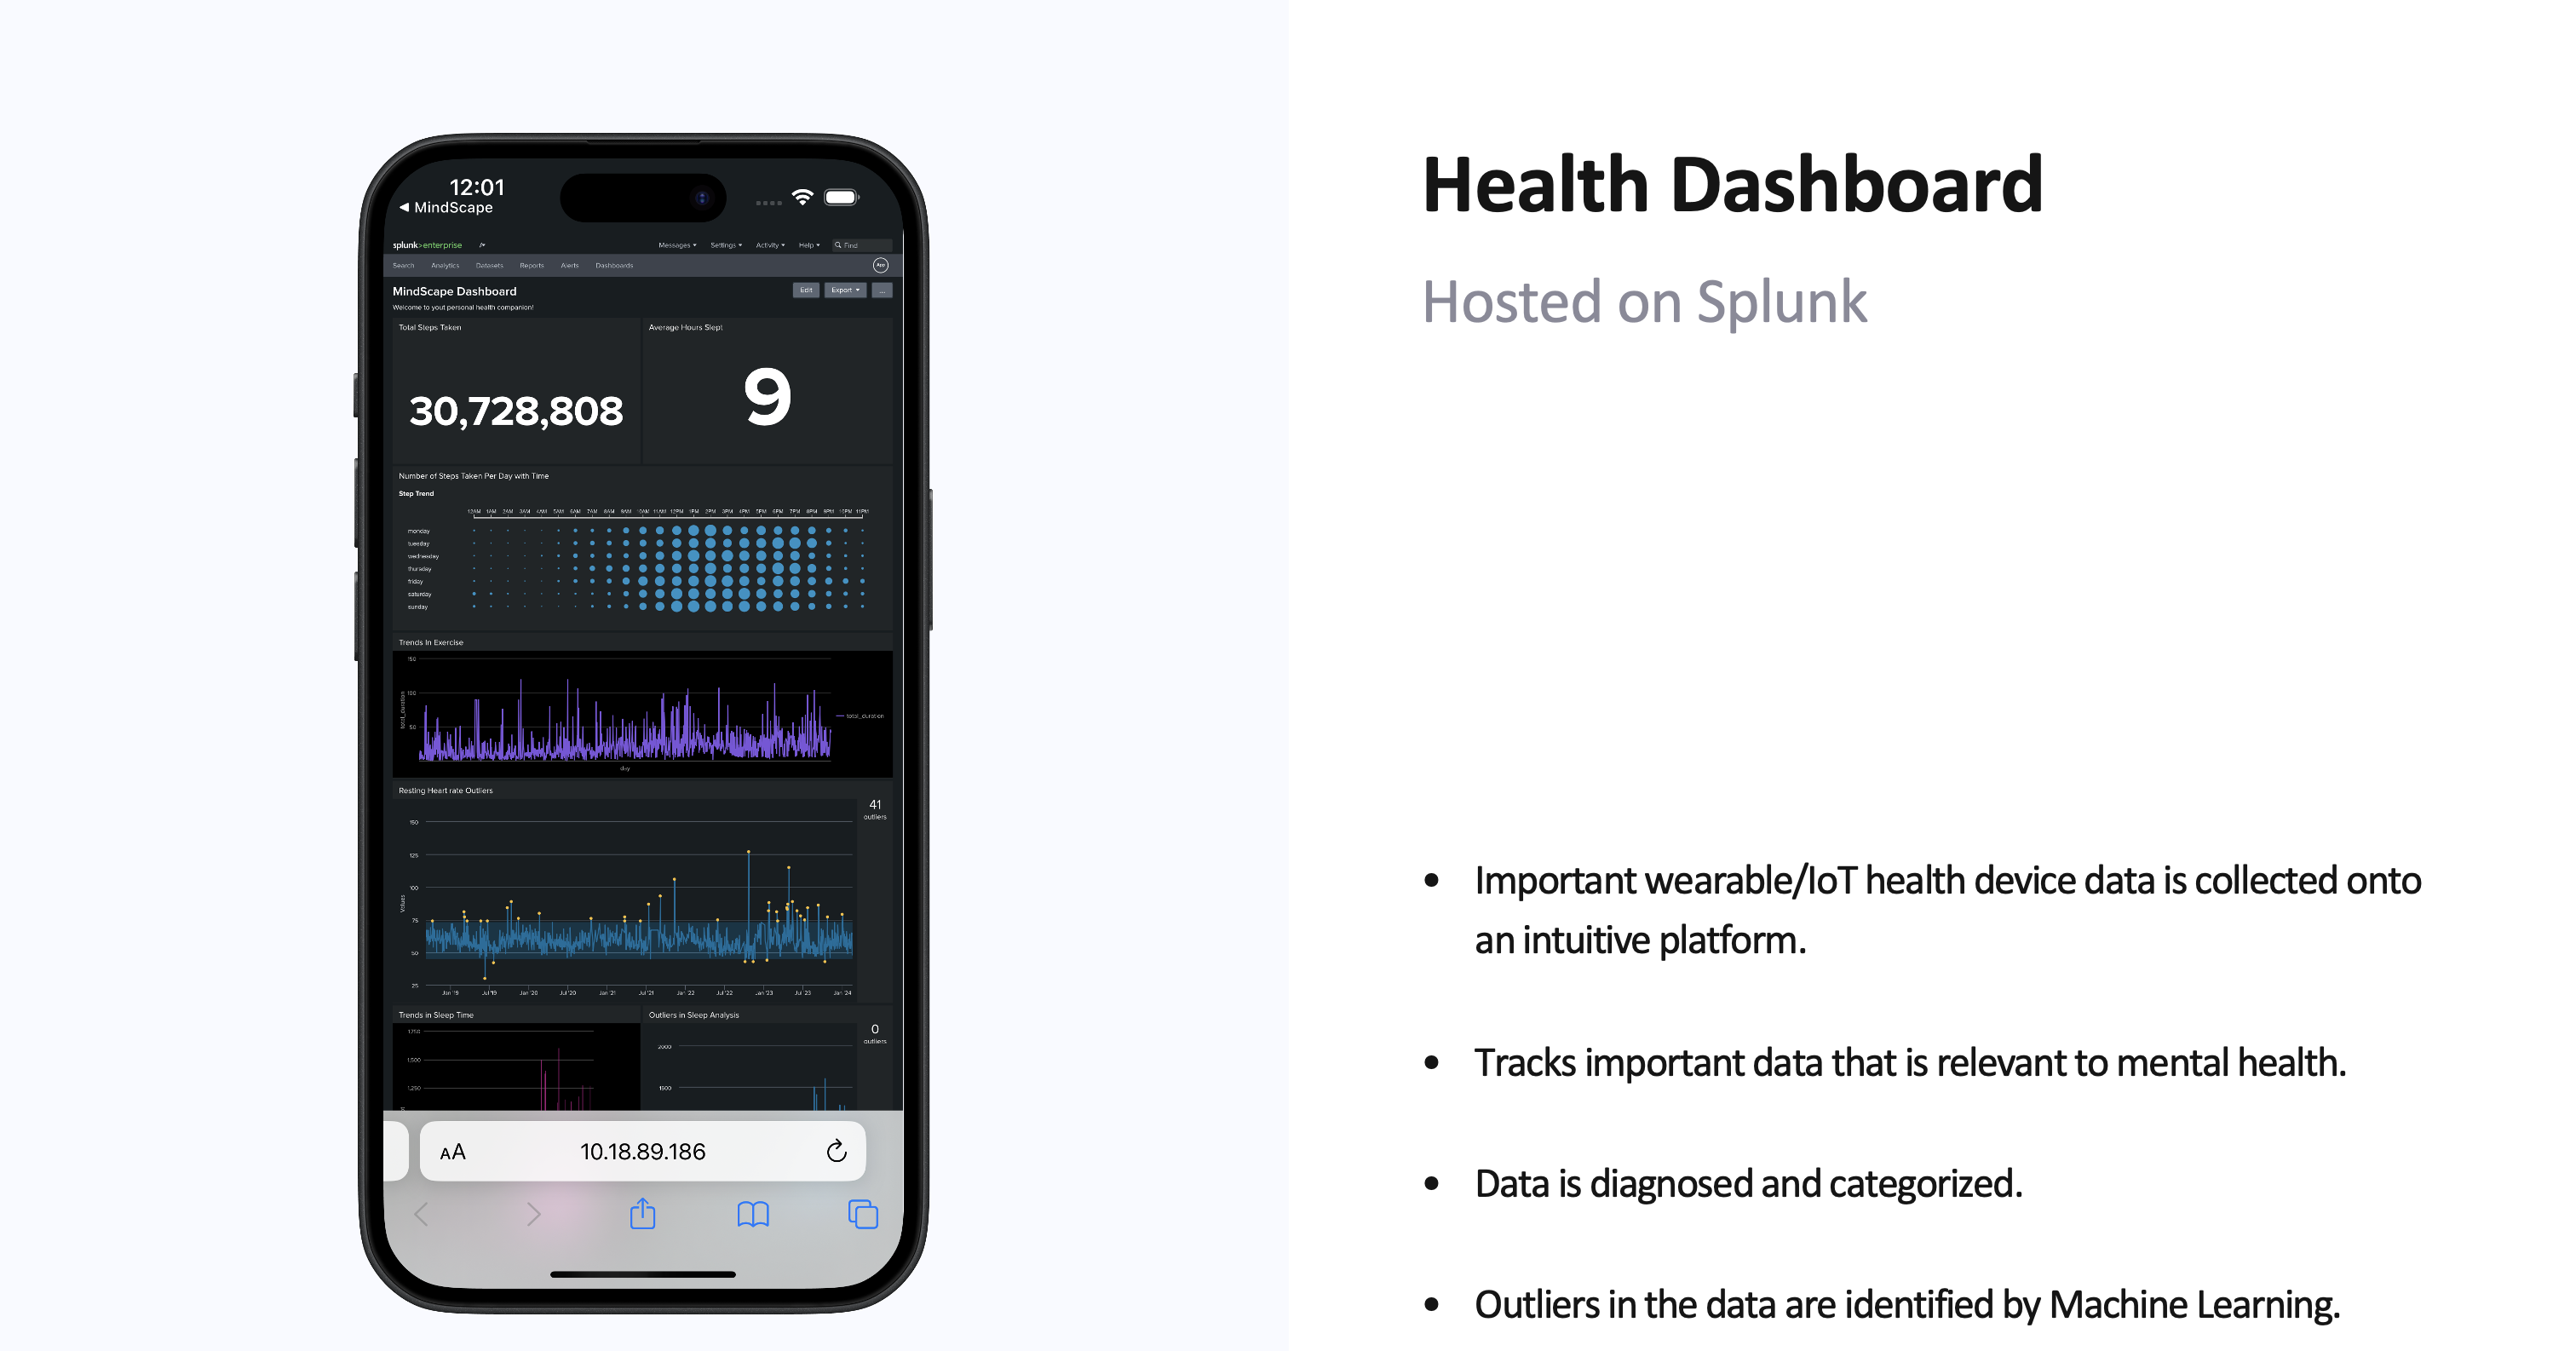 12:01
◀ MindScape
splunk>enterprise
Messages ▾ Settings ▾ Activity ▾ Help ▾ Find
Search Analytics Datasets Reports Alerts Dashboards
App
MindScape Dashboard
Edit Export ▾ ...
Welcome to yout personal health companion!
Total Steps Taken
30,728,808
Average Hours Slept
9
Number of Steps Taken Per Day with Time
Step Trend
12AM 1AM 2AM 3AM 4AM 5AM 6AM 7AM 8AM 9AM 10AM 11AM 12PM 1PM 2PM 3PM 4PM 5PM 6PM 7PM 8PM 9PM 10PM 11PM
monday
tuesday
wednesday
thursday
friday
saturday
sunday
Trends In Exercise
150
100
50
total_duration
day
total_duration
Resting Heart rate Outliers
41
outliers
150
125
100
75
50
25
Values
Jan '19 Jul '19 Jan '20 Jul '20 Jan '21 Jul '21 Jan '22 Jul '22 Jan '23 Jul '23 Jan '24
Trends in Sleep Time
1,750
1,500
1,250
Outliers in Sleep Analysis
0
outliers
2000
1500
AA 10.18.89.186
Health Dashboard
Hosted on Splunk
• Important wearable/IoT health device data is collected onto
an intuitive platform.
• Tracks important data that is relevant to mental health.
• Data is diagnosed and categorized.
• Outliers in the data are identified by Machine Learning.